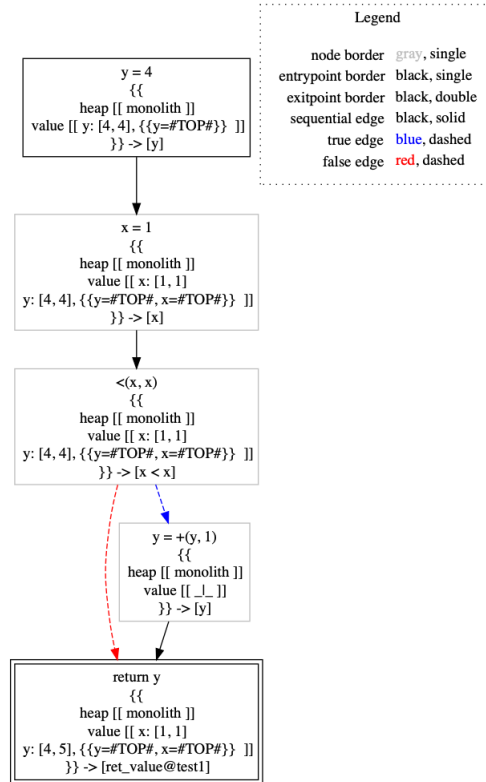 Legend
node border gray, single
entrypoint border black, single
exitpoint border black, double
sequential edge black, solid
true edge blue, dashed
false edge red, dashed
y = 4
{{
heap [[ monolith ]]
value [[ y: [4, 4], {{y=#TOP#}} ]]
}} -> [y]
x = 1
{{
heap [[ monolith ]]
value [[ x: [1, 1]
y: [4, 4], {{y=#TOP#, x=#TOP#}} ]]
}} -> [x]
<(x, x)
{{
heap [[ monolith ]]
value [[ x: [1, 1]
y: [4, 4], {{y=#TOP#, x=#TOP#}} ]]
}} -> [x < x]
y = +(y, 1)
{{
heap [[ monolith ]]
value [[ _|_ ]]
}} -> [y]
return y
{{
heap [[ monolith ]]
value [[ x: [1, 1]
y: [4, 5], {{y=#TOP#, x=#TOP#}} ]]
}} -> [ret_value@test1]